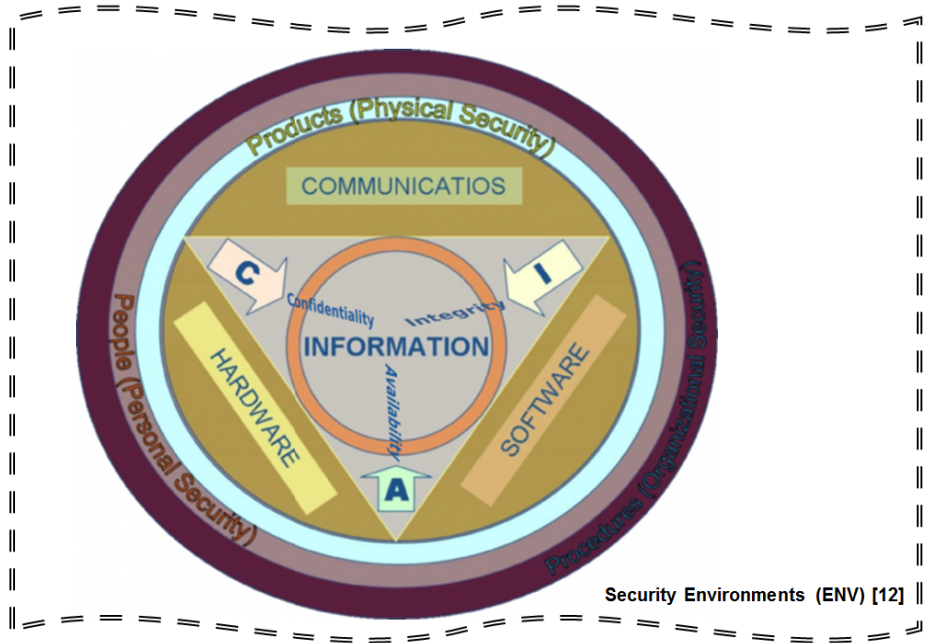 Products (Physical Security)
COMMUNICATIOS
C
I
Confidentiality
Integrity
INFORMATION
Availability
A
HARDWARE
SOFTWARE
People (Personal Security)
Procedures (Organizational Security)
Security Environments (ENV) [12]